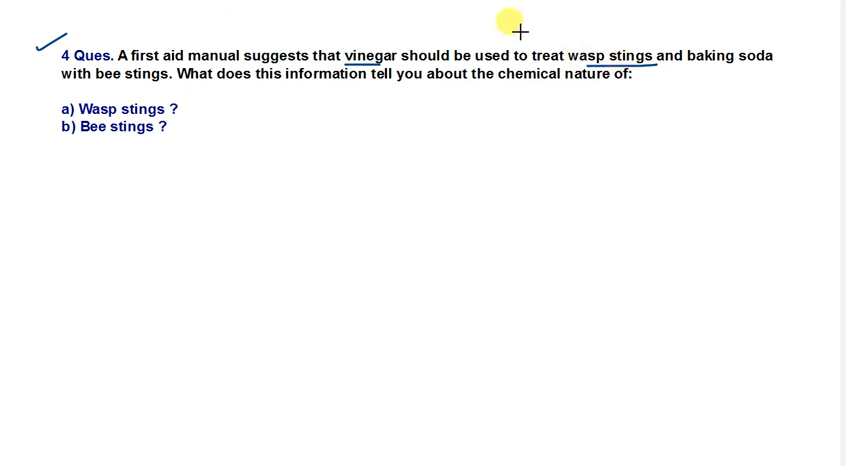 4 Ques. A first aid manual suggests that vinegar should be used to treat wasp stings and baking soda
with bee stings. What does this information tell you about the chemical nature of:
a) Wasp stings ?
b) Bee stings ?